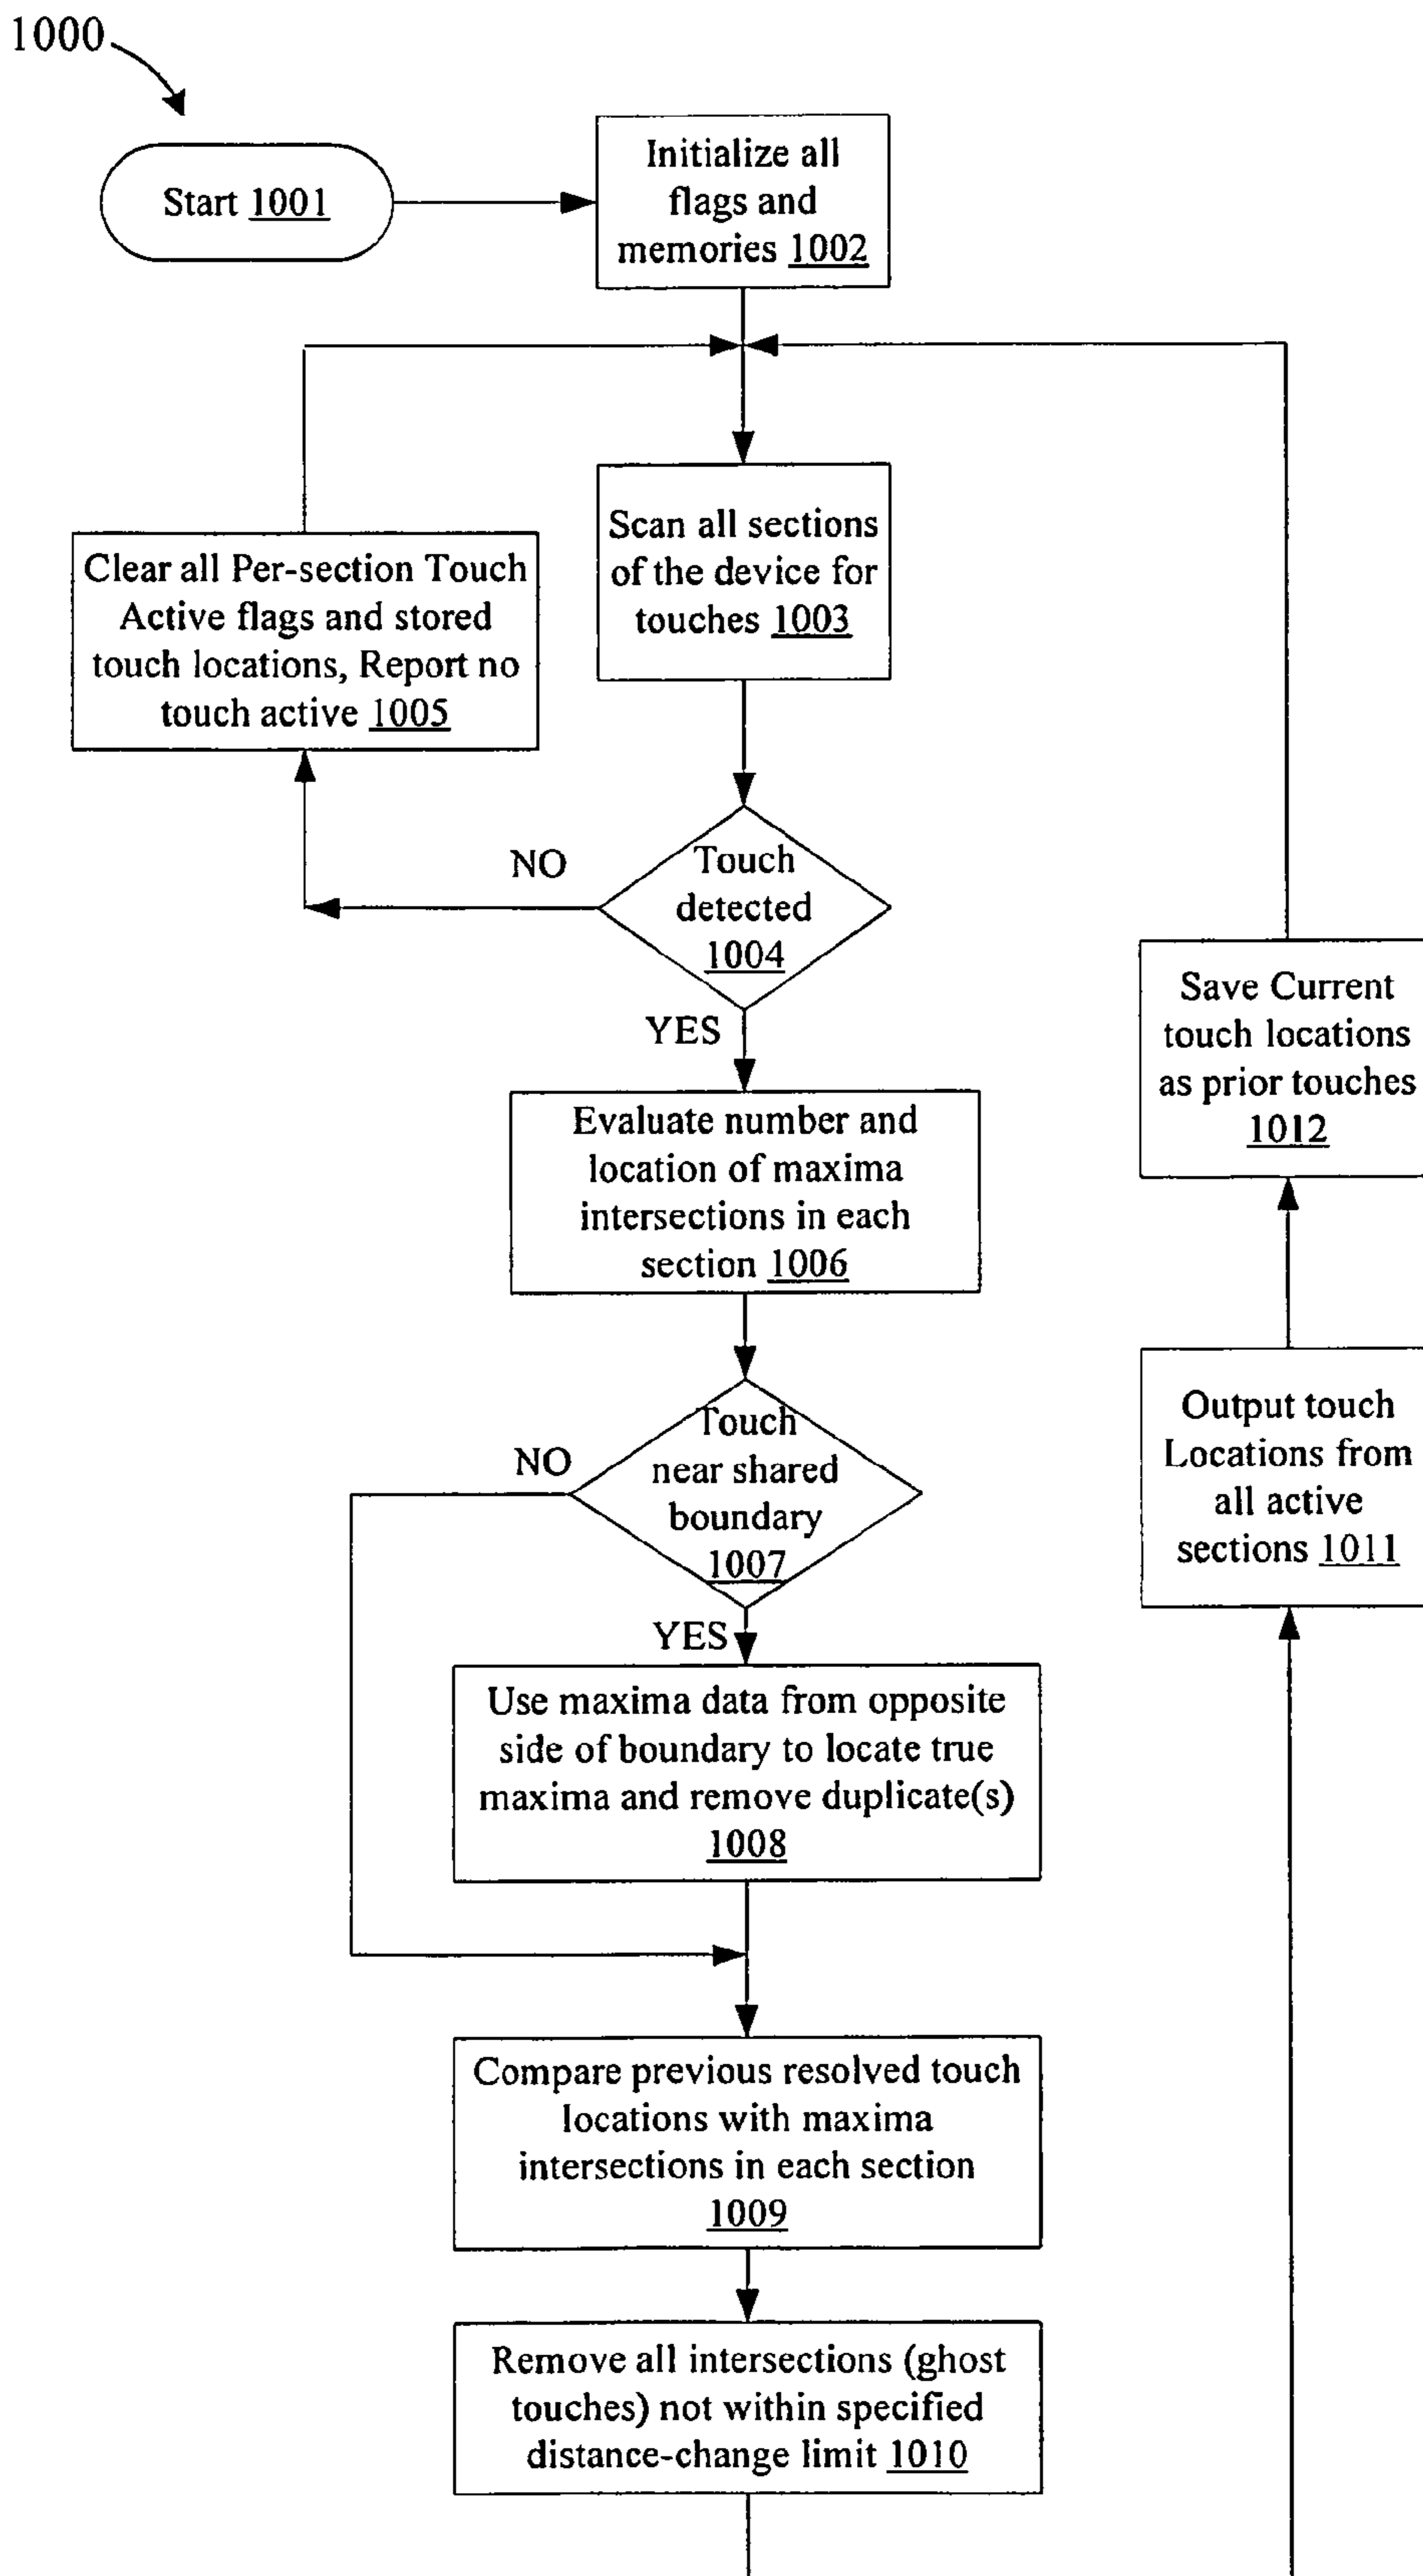 1000
Start 1001
Initialize all
flags and
memories 1002
Scan all sections
of the device for
touches 1003
Clear all Per-section Touch
Active flags and stored
touch locations, Report no
touch active 1005
NO
Touch
detected
1004
YES
Evaluate number and
location of maxima
intersections in each
section 1006
NO
Touch
near shared
boundary
1007
YES
Use maxima data from opposite
side of boundary to locate true
maxima and remove duplicate(s)
1008
Compare previous resolved touch
locations with maxima
intersections in each section
1009
Remove all intersections (ghost
touches) not within specified
distance-change limit 1010
Output touch
Locations from
all active
sections 1011
Save Current
touch locations
as prior touches
1012